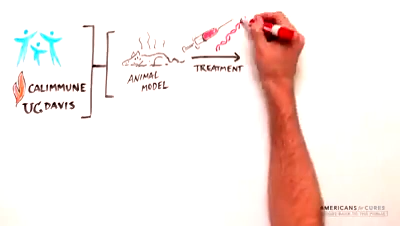 CALIMMUNE
UC DAVIS
ANIMAL
MODEL
TREATMENT
AMERICANS for CURES